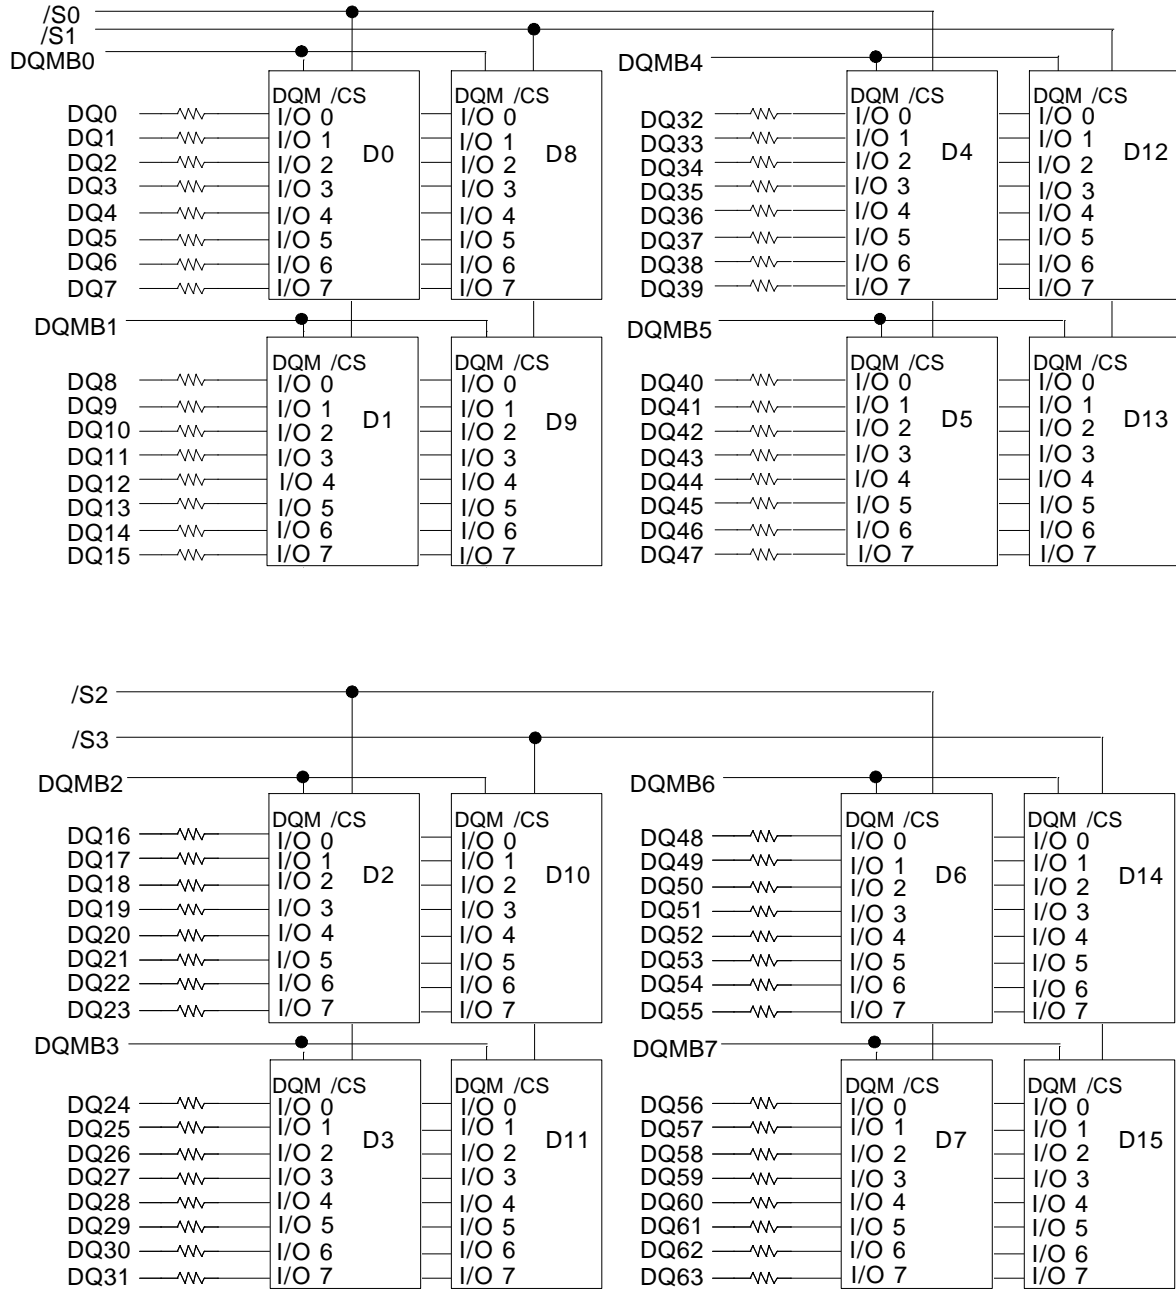 /S0
/S1
DQMB0
DQMB4
DQM /CS
DQM /CS
DQM /CS
DQM /CS
DQ0 I/O 0 I/O 0 DQ32 I/O 0 I/O 0
DQ1 I/O 1 I/O 1 DQ33 I/O 1 I/O 1
D0 D8 D4 D12
DQ2 I/O 2 I/O 2 DQ34 I/O 2 I/O 2
DQ3 I/O 3 I/O 3 DQ35 I/O 3 I/O 3
DQ4 I/O 4 I/O 4 DQ36 I/O 4 I/O 4
DQ5 I/O 5 I/O 5 DQ37 I/O 5 I/O 5
DQ6 I/O 6 I/O 6 DQ38 I/O 6 I/O 6
DQ7 I/O 7 I/O 7 DQ39 I/O 7 I/O 7
DQMB1
DQMB5
DQM /CS
DQM /CS
DQM /CS
DQM /CS
DQ8 I/O 0 I/O 0 DQ40 I/O 0 I/O 0
DQ9 I/O 1 I/O 1 DQ41 I/O 1 I/O 1
D1 D9 D5 D13
DQ10 I/O 2 I/O 2 DQ42 I/O 2 I/O 2
DQ11 I/O 3 I/O 3 DQ43 I/O 3 I/O 3
DQ12 I/O 4 I/O 4 DQ44 I/O 4 I/O 4
DQ13 I/O 5 I/O 5 DQ45 I/O 5 I/O 5
DQ14 I/O 6 I/O 6 DQ46 I/O 6 I/O 6
DQ15 I/O 7 I/O 7 DQ47 I/O 7 I/O 7
/S2
/S3
DQMB2
DQMB6
DQM /CS
DQM /CS
DQM /CS
DQM /CS
DQ16 I/O 0 I/O 0 DQ48 I/O 0 I/O 0
DQ17 I/O 1 I/O 1 DQ49 I/O 1 I/O 1
D2 D10 D6 D14
DQ18 I/O 2 I/O 2 DQ50 I/O 2 I/O 2
DQ19 I/O 3 I/O 3 DQ51 I/O 3 I/O 3
DQ20 I/O 4 I/O 4 DQ52 I/O 4 I/O 4
DQ21 I/O 5 I/O 5 DQ53 I/O 5 I/O 5
DQ22 I/O 6 I/O 6 DQ54 I/O 6 I/O 6
DQ23 I/O 7 I/O 7 DQ55 I/O 7 I/O 7
DQMB3
DQMB7
DQM /CS
DQM /CS
DQM /CS
DQM /CS
DQ24 I/O 0 I/O 0 DQ56 I/O 0 I/O 0
DQ25 I/O 1 I/O 1 DQ57 I/O 1 I/O 1
D3 D11 D7 D15
DQ26 I/O 2 I/O 2 DQ58 I/O 2 I/O 2
DQ27 I/O 3 I/O 3 DQ59 I/O 3 I/O 3
DQ28 I/O 4 I/O 4 DQ60 I/O 4 I/O 4
DQ29 I/O 5 I/O 5 DQ61 I/O 5 I/O 5
DQ30 I/O 6 I/O 6 DQ62 I/O 6 I/O 6
DQ31 I/O 7 I/O 7 DQ63 I/O 7 I/O 7